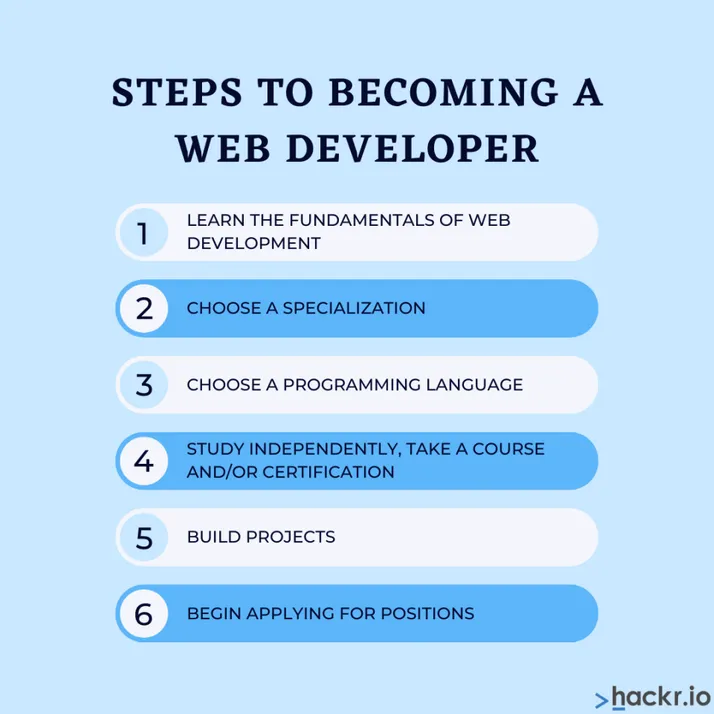 STEPS TO BECOMING A
WEB DEVELOPER
1
LEARN THE FUNDAMENTALS OF WEB
DEVELOPMENT
2
CHOOSE A SPECIALIZATION
3
CHOOSE A PROGRAMMING LANGUAGE
4
STUDY INDEPENDENTLY, TAKE A COURSE
AND/OR CERTIFICATION
5
BUILD PROJECTS
6
BEGIN APPLYING FOR POSITIONS
>hackr.io